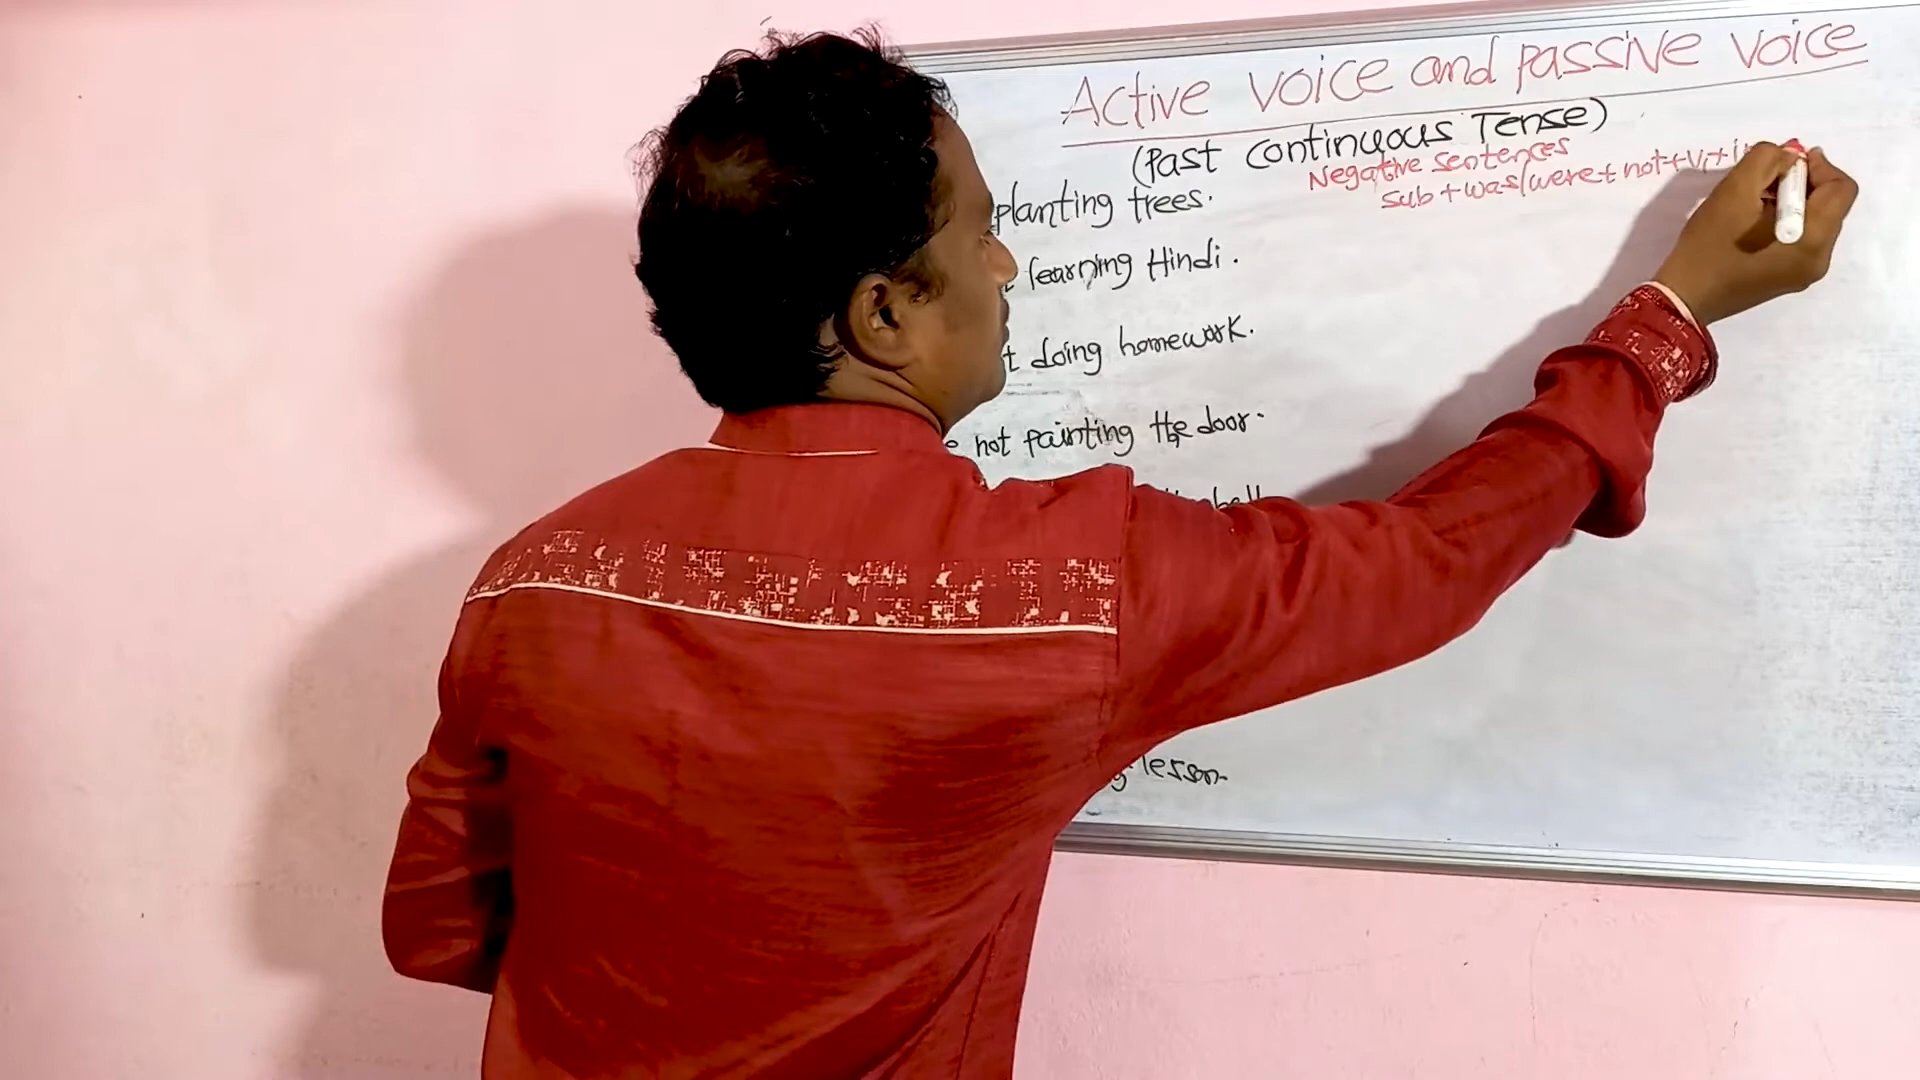 Active voice and passive voice
(Past continuous Tense)
Negative sentences
Sub+was/were+ not+V₁+
planting trees.
learning Hindi.
doing homework.
not painting the door.
lesson.